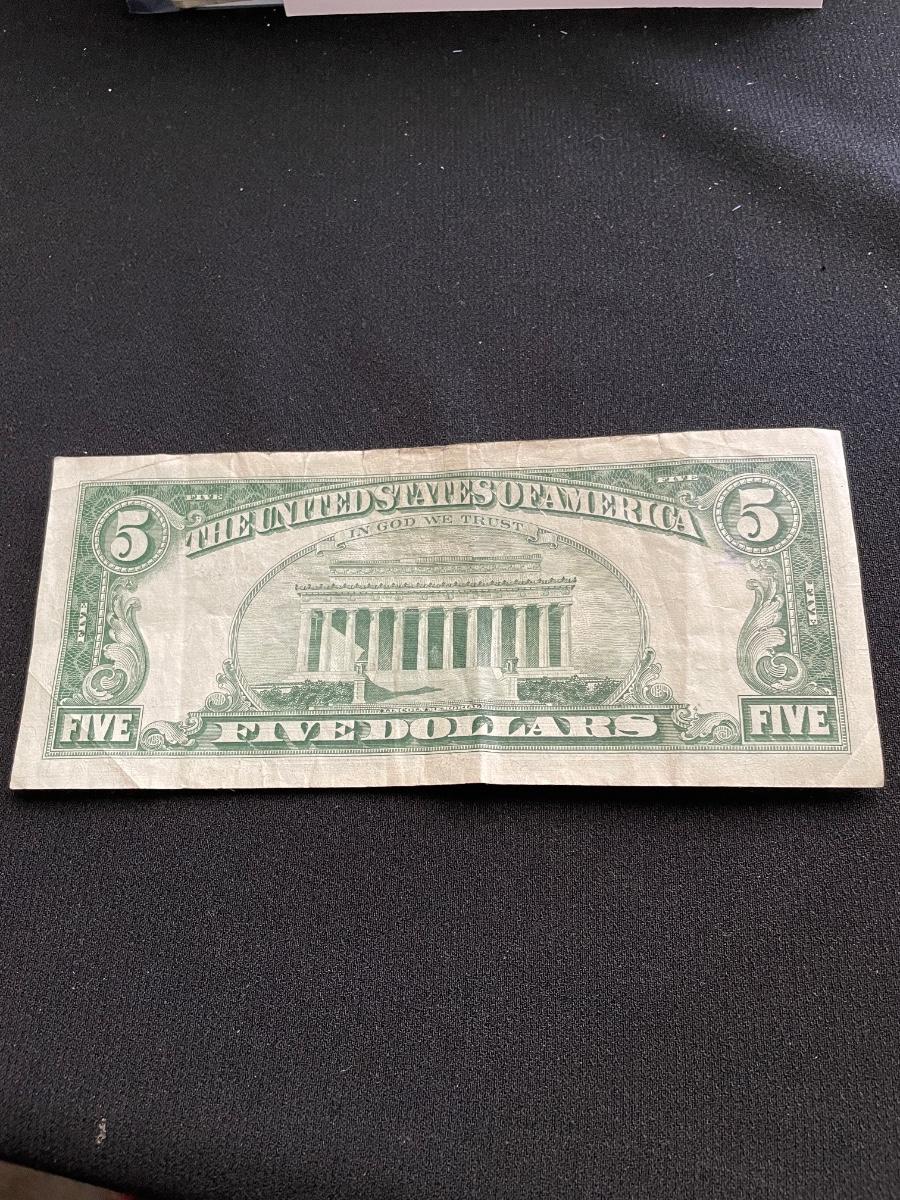 FIVE FIVE
5 THE UNITED STATES OF AMERICA 5
IN GOD WE TRUST
FIVE FIVE
FIVE FIVE DOLLARS FIVE